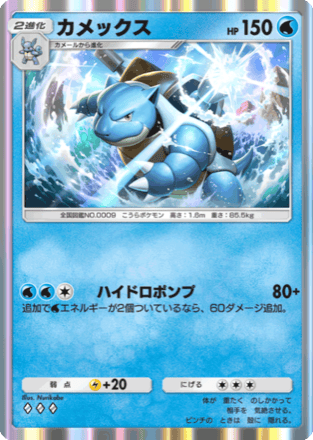 2進化 カメックス HP 150
カメールから進化
全国図鑑NO.0009 こうらポケモン 高さ：1.6m 重さ：85.5kg
ハイドロポンプ 80+
追加で エネルギーが2個ついているなら、60ダメージ追加。
弱点 +20 にげる
Illus. Nurikabe
体が 重たく のしかかって
相手を 気絶させる。
ピンチの ときは 殻に 隠れる。